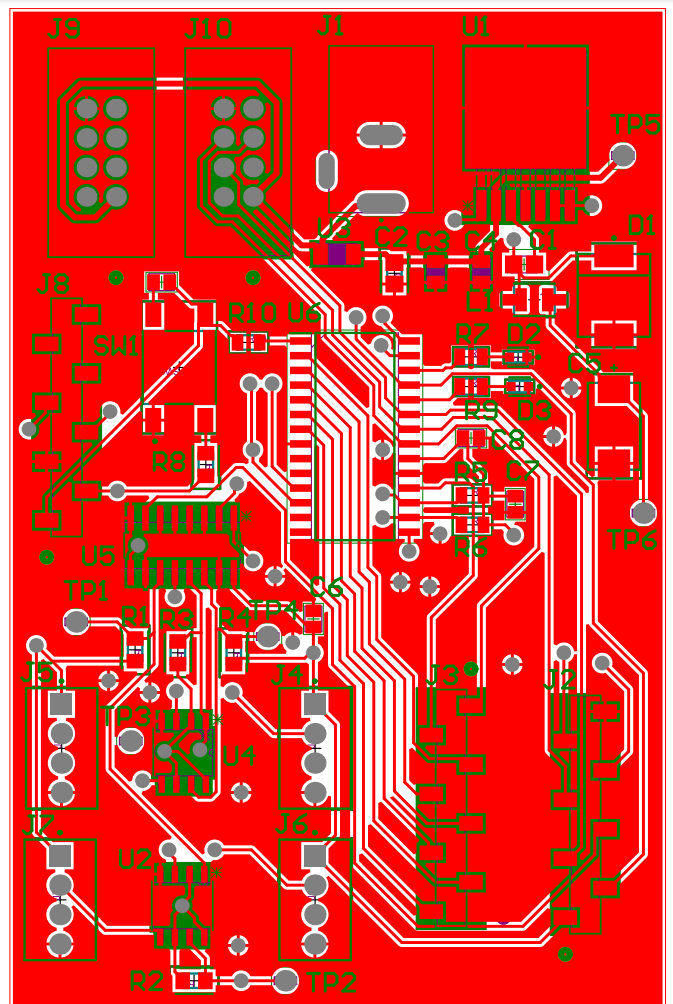 J9 J10 J1 U1
TP5
D1
U3 C2 C3 C1
J8
L1
R10 U6
SW1 R7 D2
C5
R9 D3
R8 C8
R5 C7
TP6
U5 R6
TP1 C6
R1 R3 R4 TP4
J5. J4. J3 J2
TP3
U4
J7. J6.
U2
R2 TP2